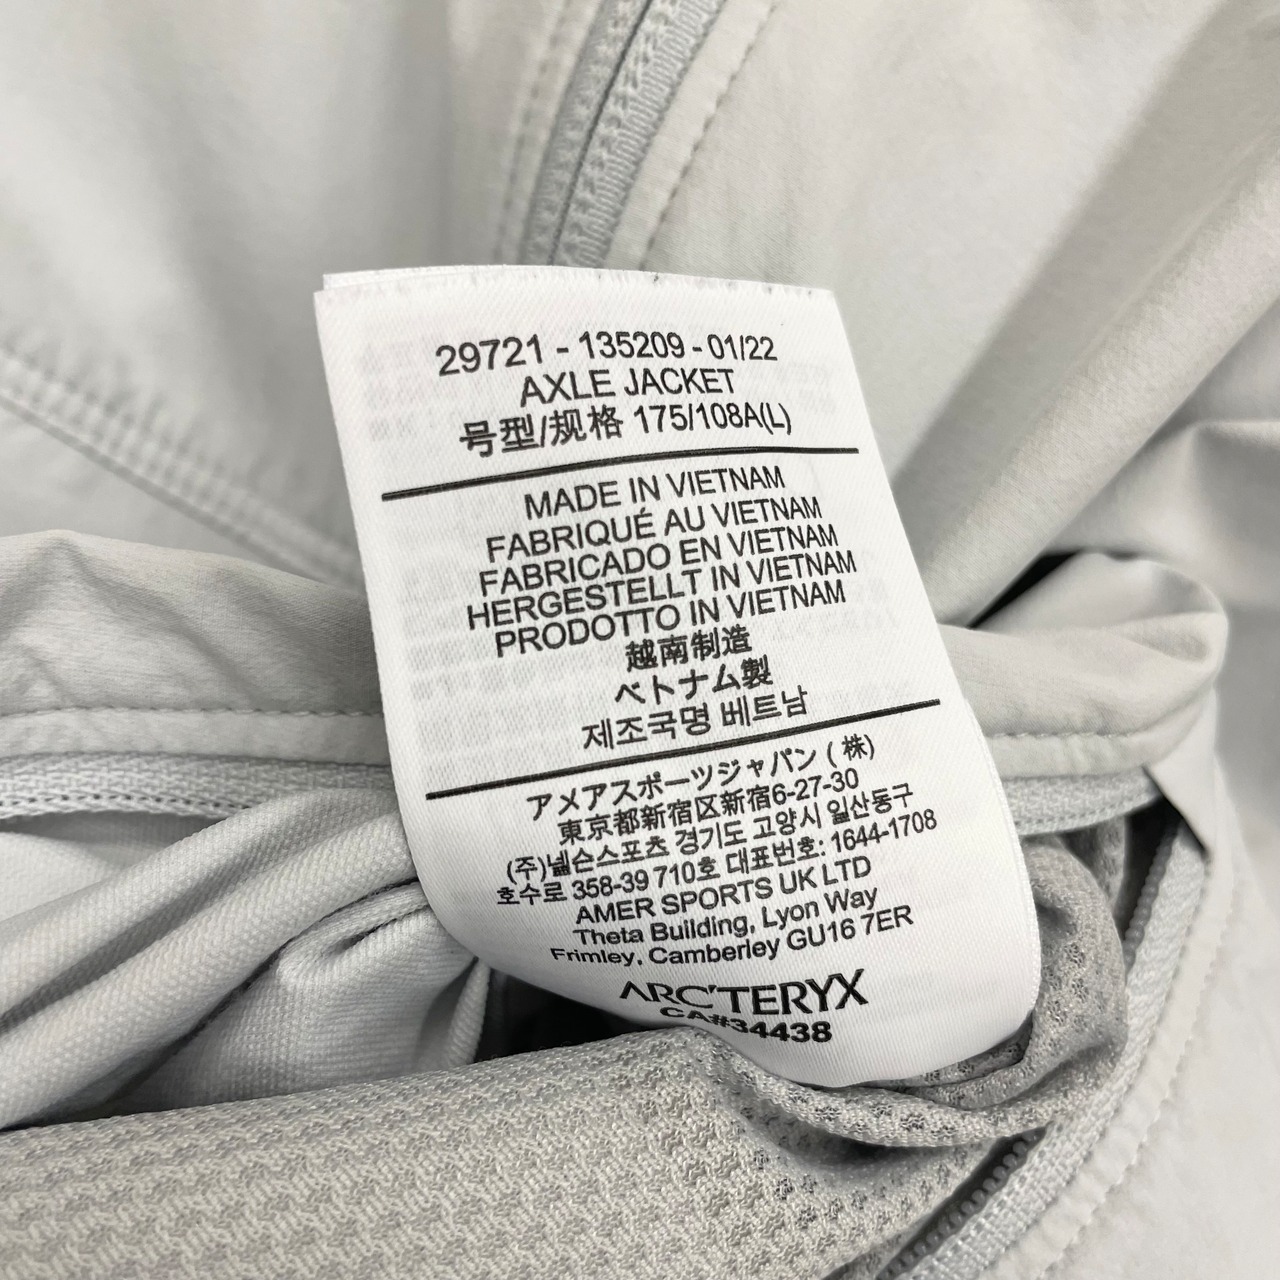 29721 - 135209 - 01/22
AXLE JACKET
号型/规格 175/108A(L)
MADE IN VIETNAM
FABRIQUÉ AU VIETNAM
FABRICADO EN VIETNAM
HERGESTELLT IN VIETNAM
PRODOTTO IN VIETNAM
越南制造
ベトナム製
제조국명 베트남
アメアスポーツジャパン (株)
東京都新宿区新宿6-27-30
(주)넬슨스포츠 경기도 고양시 일산동구
호수로 358-39 710호 대표번호: 1644-1708
AMER SPORTS UK LTD
Theta Building, Lyon Way
Frimley, Camberley GU16 7ER
ARC'TERYX
CA#34438